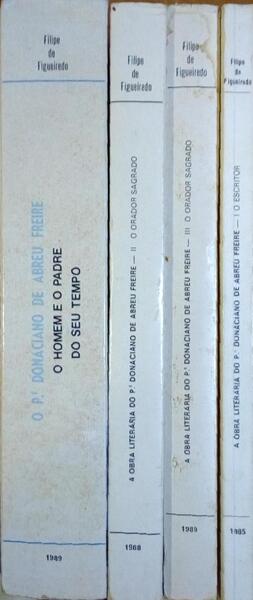 Filipe
de
Figueiredo
O P.ᵉ DONACIANO DE ABREU FREIRE
O HOMEM E O PADRE
DO SEU TEMPO
1989
Filipe
de
Figueiredo
A OBRA LITERÁRIA DO P.ᵉ DONACIANO DE ABREU FREIRE — II O ORADOR SAGRADO
1988
Filipe
de
Figueiredo
A OBRA LITERÁRIA DO P.ᵉ DONACIANO DE ABREU FREIRE — III O ORADOR SAGRADO
1989
Filipe
de
Figueiredo
A OBRA LITERÁRIA DO P.ᵉ DONACIANO DE ABREU FREIRE — I O ESCRITOR
1985